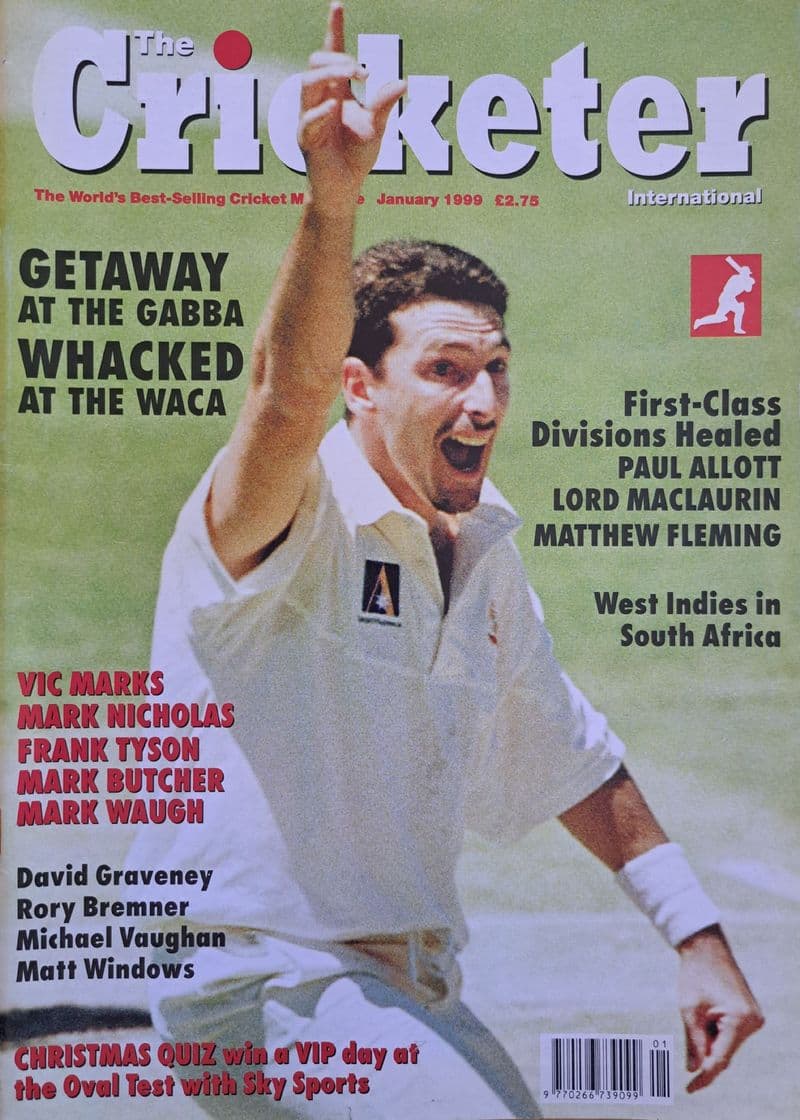 The
Cricketer
The World's Best-Selling Cricket M e January 1999 £2.75
International
GETAWAY
AT THE GABBA
WHACKED
AT THE WACA
First-Class
Divisions Healed
PAUL ALLOTT
LORD MACLAURIN
MATTHEW FLEMING
West Indies in
South Africa
VIC MARKS
MARK NICHOLAS
FRANK TYSON
MARK BUTCHER
MARK WAUGH
David Graveney
Rory Bremner
Michael Vaughan
Matt Windows
CHRISTMAS QUIZ win a VIP day at
the Oval Test with Sky Sports
01
9 770266 739099